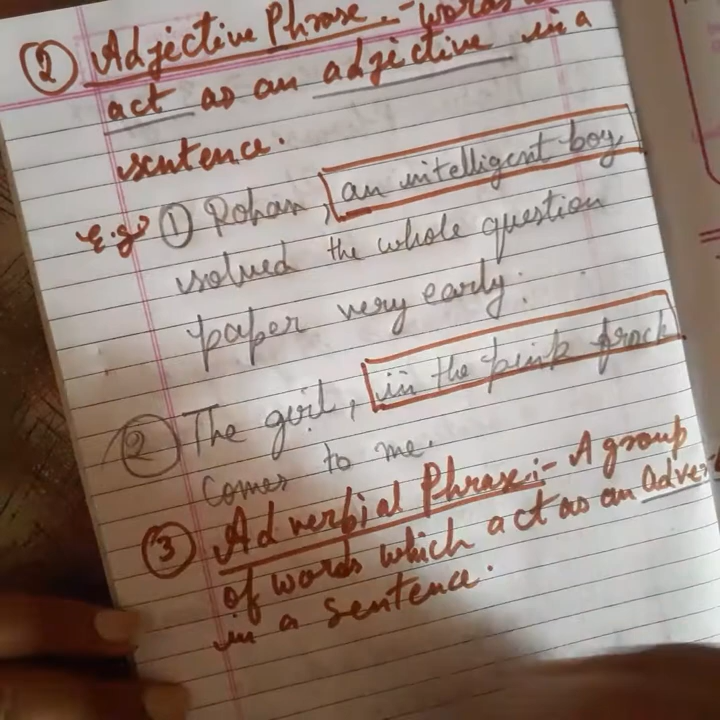 ② Adjective Phrase :- words
act as an adjective in a
sentence.
E.g. ① Rohan, an intelligent boy
solved the whole question
paper very early.
② The girl, in the pink frock
comes to me.
③ Adverbial Phrase :- A group
of words which act as an adver
in a sentence.